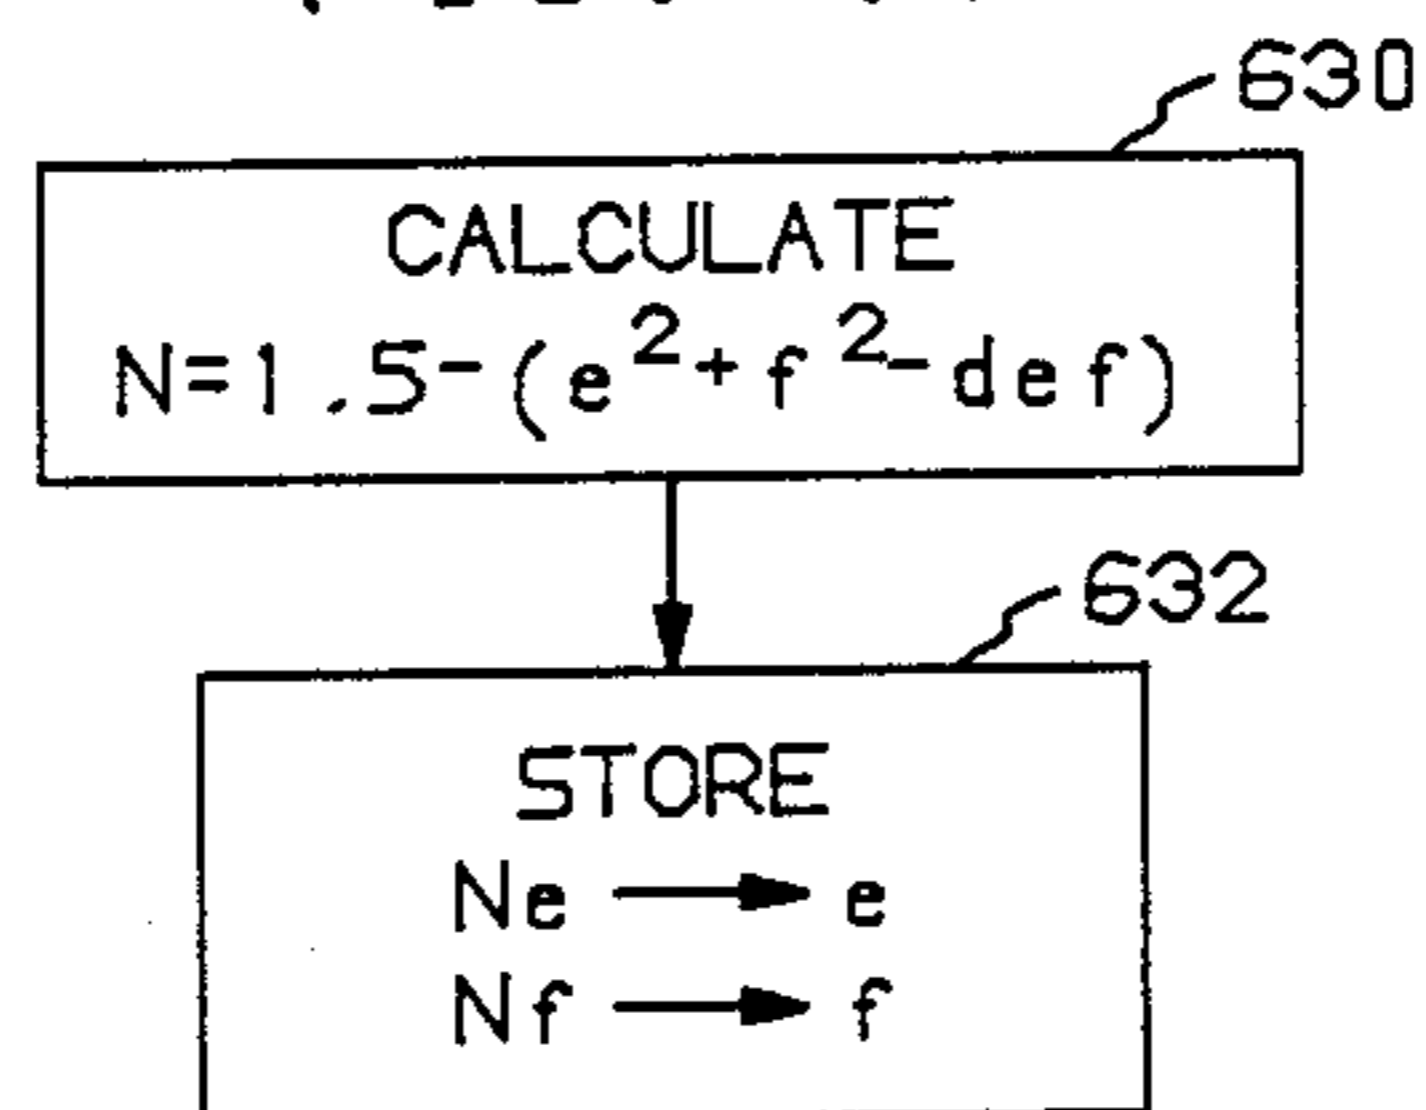 630
CALCULATE
N=1.5-(e²+f²-def)
632
STORE
Ne → e
Nf → f